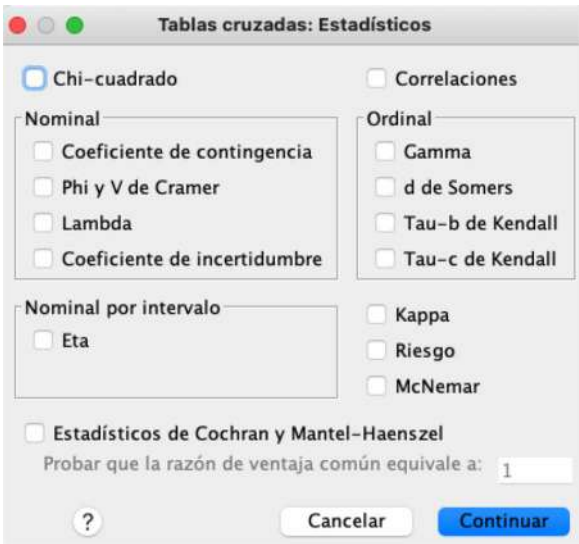 Tablas cruzadas: Estadísticos
Chi-cuadrado
Correlaciones
Nominal
Coeficiente de contingencia
Phi y V de Cramer
Lambda
Coeficiente de incertidumbre
Ordinal
Gamma
d de Somers
Tau-b de Kendall
Tau-c de Kendall
Nominal por intervalo
Eta
Kappa
Riesgo
McNemar
Estadísticos de Cochran y Mantel-Haenszel
Probar que la razón de ventaja común equivale a: 1
? Cancelar Continuar